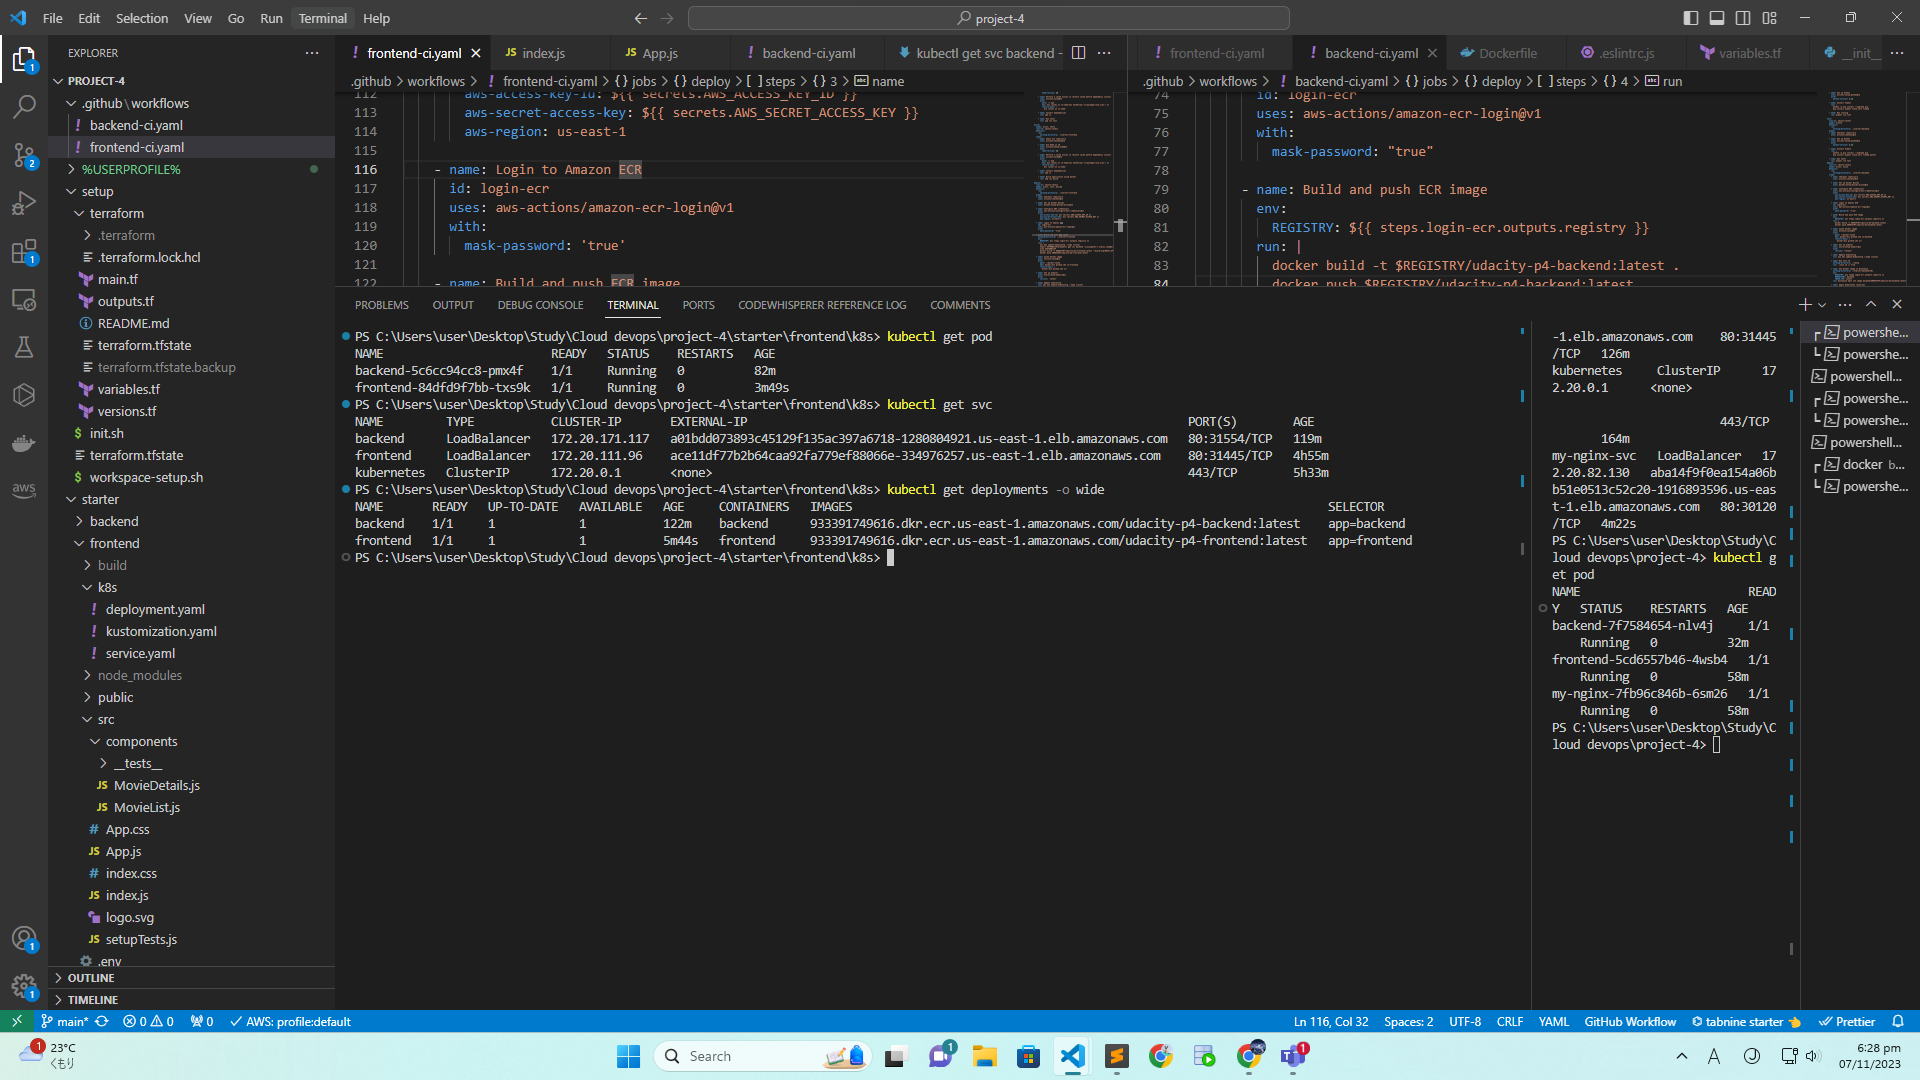 File Edit Selection View Go Run Terminal Help
project-4
EXPLORER
PROJECT-4
.github\workflows
backend-ci.yaml
frontend-ci.yaml
%USERPROFILE%
setup
terraform
.terraform
.terraform.lock.hcl
main.tf
outputs.tf
README.md
terraform.tfstate
terraform.tfstate.backup
variables.tf
versions.tf
init.sh
terraform.tfstate
workspace-setup.sh
starter
backend
frontend
build
k8s
deployment.yaml
kustomization.yaml
service.yaml
node_modules
public
src
components
__tests__
MovieDetails.js
MovieList.js
App.css
App.js
index.css
index.js
logo.svg
setupTests.js
.env
OUTLINE
TIMELINE
frontend-ci.yaml index.js App.js backend-ci.yaml kubectl get svc backend
.github > workflows > frontend-ci.yaml > jobs > deploy > steps > 3 > name
112 aws-access-key-id: ${{ secrets.AWS_ACCESS_KEY_ID }}
113 aws-secret-access-key: ${{ secrets.AWS_SECRET_ACCESS_KEY }}
114 aws-region: us-east-1
115
116 - name: Login to Amazon ECR
117 id: login-ecr
118 uses: aws-actions/amazon-ecr-login@v1
119 with:
120 mask-password: 'true'
121
122 - name: Build and push ECR image
frontend-ci.yaml backend-ci.yaml Dockerfile .eslintrc.js variables.tf __init__
.github > workflows > backend-ci.yaml > jobs > deploy > steps > 4 > run
74 id: login-ecr
75 uses: aws-actions/amazon-ecr-login@v1
76 with:
77 mask-password: "true"
78
79 - name: Build and push ECR image
80 env:
81 REGISTRY: ${{ steps.login-ecr.outputs.registry }}
82 run: |
83 docker build -t $REGISTRY/udacity-p4-backend:latest .
84 docker push $REGISTRY/udacity-p4-backend:latest
PROBLEMS OUTPUT DEBUG CONSOLE TERMINAL PORTS CODEWHISPERER REFERENCE LOG COMMENTS
PS C:\Users\user\Desktop\Study\Cloud devops\project-4\starter\frontend\k8s> kubectl get pod
NAME READY STATUS RESTARTS AGE
backend-5c6cc94cc8-pmx4f 1/1 Running 0 82m
frontend-84dfd9f7bb-txs9k 1/1 Running 0 3m49s
PS C:\Users\user\Desktop\Study\Cloud devops\project-4\starter\frontend\k8s> kubectl get svc
NAME TYPE CLUSTER-IP EXTERNAL-IP PORT(S) AGE
backend LoadBalancer 172.20.171.117 a01bdd073893c45129f135ac397a6718-1280804921.us-east-1.elb.amazonaws.com 80:31554/TCP 119m
frontend LoadBalancer 172.20.111.96 ace11df77b2b64caa92fa779ef88066e-334976257.us-east-1.elb.amazonaws.com 80:31445/TCP 4h55m
kubernetes ClusterIP 172.20.0.1 <none> 443/TCP 5h33m
PS C:\Users\user\Desktop\Study\Cloud devops\project-4\starter\frontend\k8s> kubectl get deployments -o wide
NAME READY UP-TO-DATE AVAILABLE AGE CONTAINERS IMAGES SELECTOR
backend 1/1 1 1 122m backend 933391749616.dkr.ecr.us-east-1.amazonaws.com/udacity-p4-backend:latest app=backend
frontend 1/1 1 1 5m44s frontend 933391749616.dkr.ecr.us-east-1.amazonaws.com/udacity-p4-frontend:latest app=frontend
PS C:\Users\user\Desktop\Study\Cloud devops\project-4\starter\frontend\k8s>
-1.elb.amazonaws.com 80:31445
/TCP 126m
kubernetes ClusterIP 17
2.20.0.1 <none>
443/TCP
164m
my-nginx-svc LoadBalancer 17
2.20.82.130 aba14f9f0ea154a06b
b51e0513c52c20-1916893596.us-eas
t-1.elb.amazonaws.com 80:30120
/TCP 4m22s
PS C:\Users\user\Desktop\Study\C
loud devops\project-4> kubectl g
et pod
NAME READ
Y STATUS RESTARTS AGE
backend-7f7584654-nlv4j 1/1
Running 0 32m
frontend-5cd6557b46-4wsb4 1/1
Running 0 58m
my-nginx-7fb96c846b-6sm26 1/1
Running 0 58m
PS C:\Users\user\Desktop\Study\C
loud devops\project-4>
powershe...
powershe...
powershell...
powershe...
powershe...
powershell...
docker b...
powershe...
main* 0 0 0 AWS: profile:default
Ln 116, Col 32 Spaces: 2 UTF-8 CRLF YAML GitHub Workflow tabnine starter Prettier
23°C
くもり
Search
6:28 pm
07/11/2023